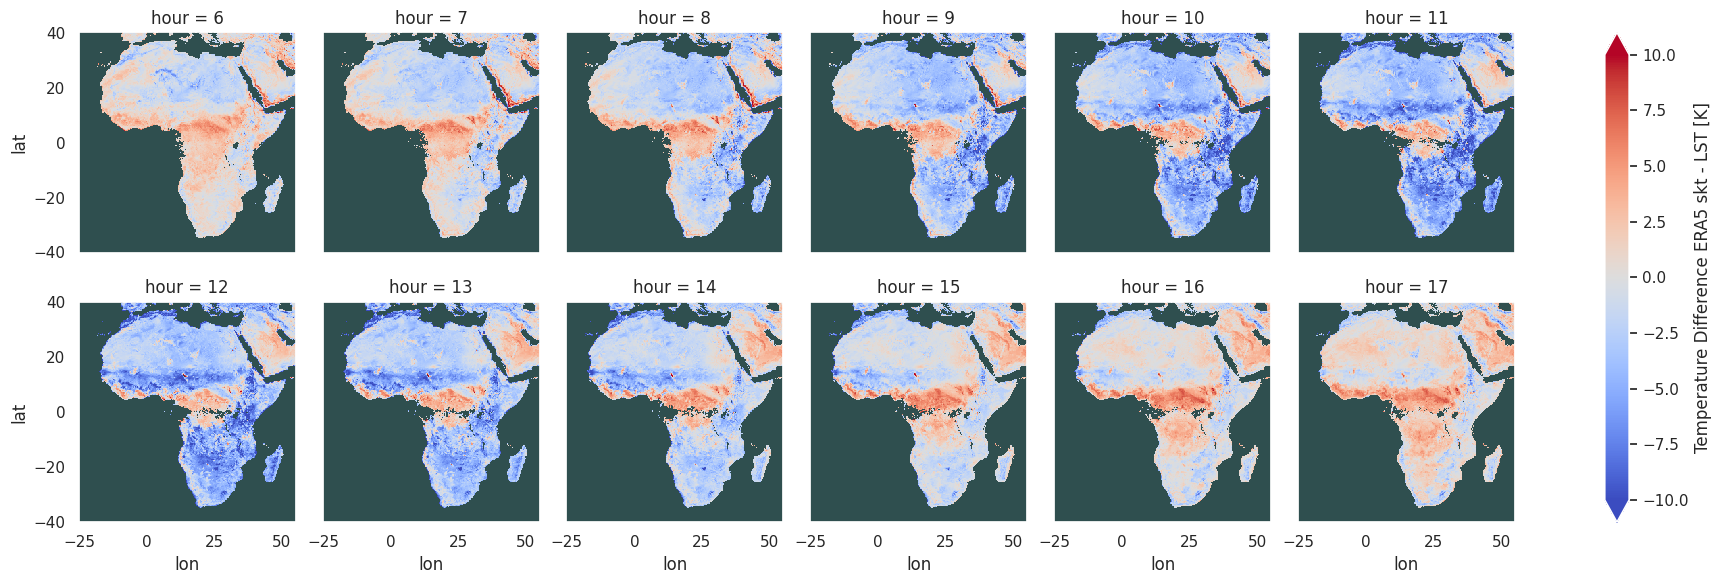 hour = 6 hour = 7 hour = 8 hour = 9 hour = 10 hour = 11
40
20
0
−20
−40
lat
hour = 12 hour = 13 hour = 14 hour = 15 hour = 16 hour = 17
40
20
0
−20
−40
lat
−25 0 25 50 −25 0 25 50 −25 0 25 50 −25 0 25 50 −25 0 25 50 −25 0 25 50
lon lon lon lon lon lon
10.0
7.5
5.0
2.5
0.0
−2.5
−5.0
−7.5
−10.0
Temperature Difference ERA5 skt - LST [K]